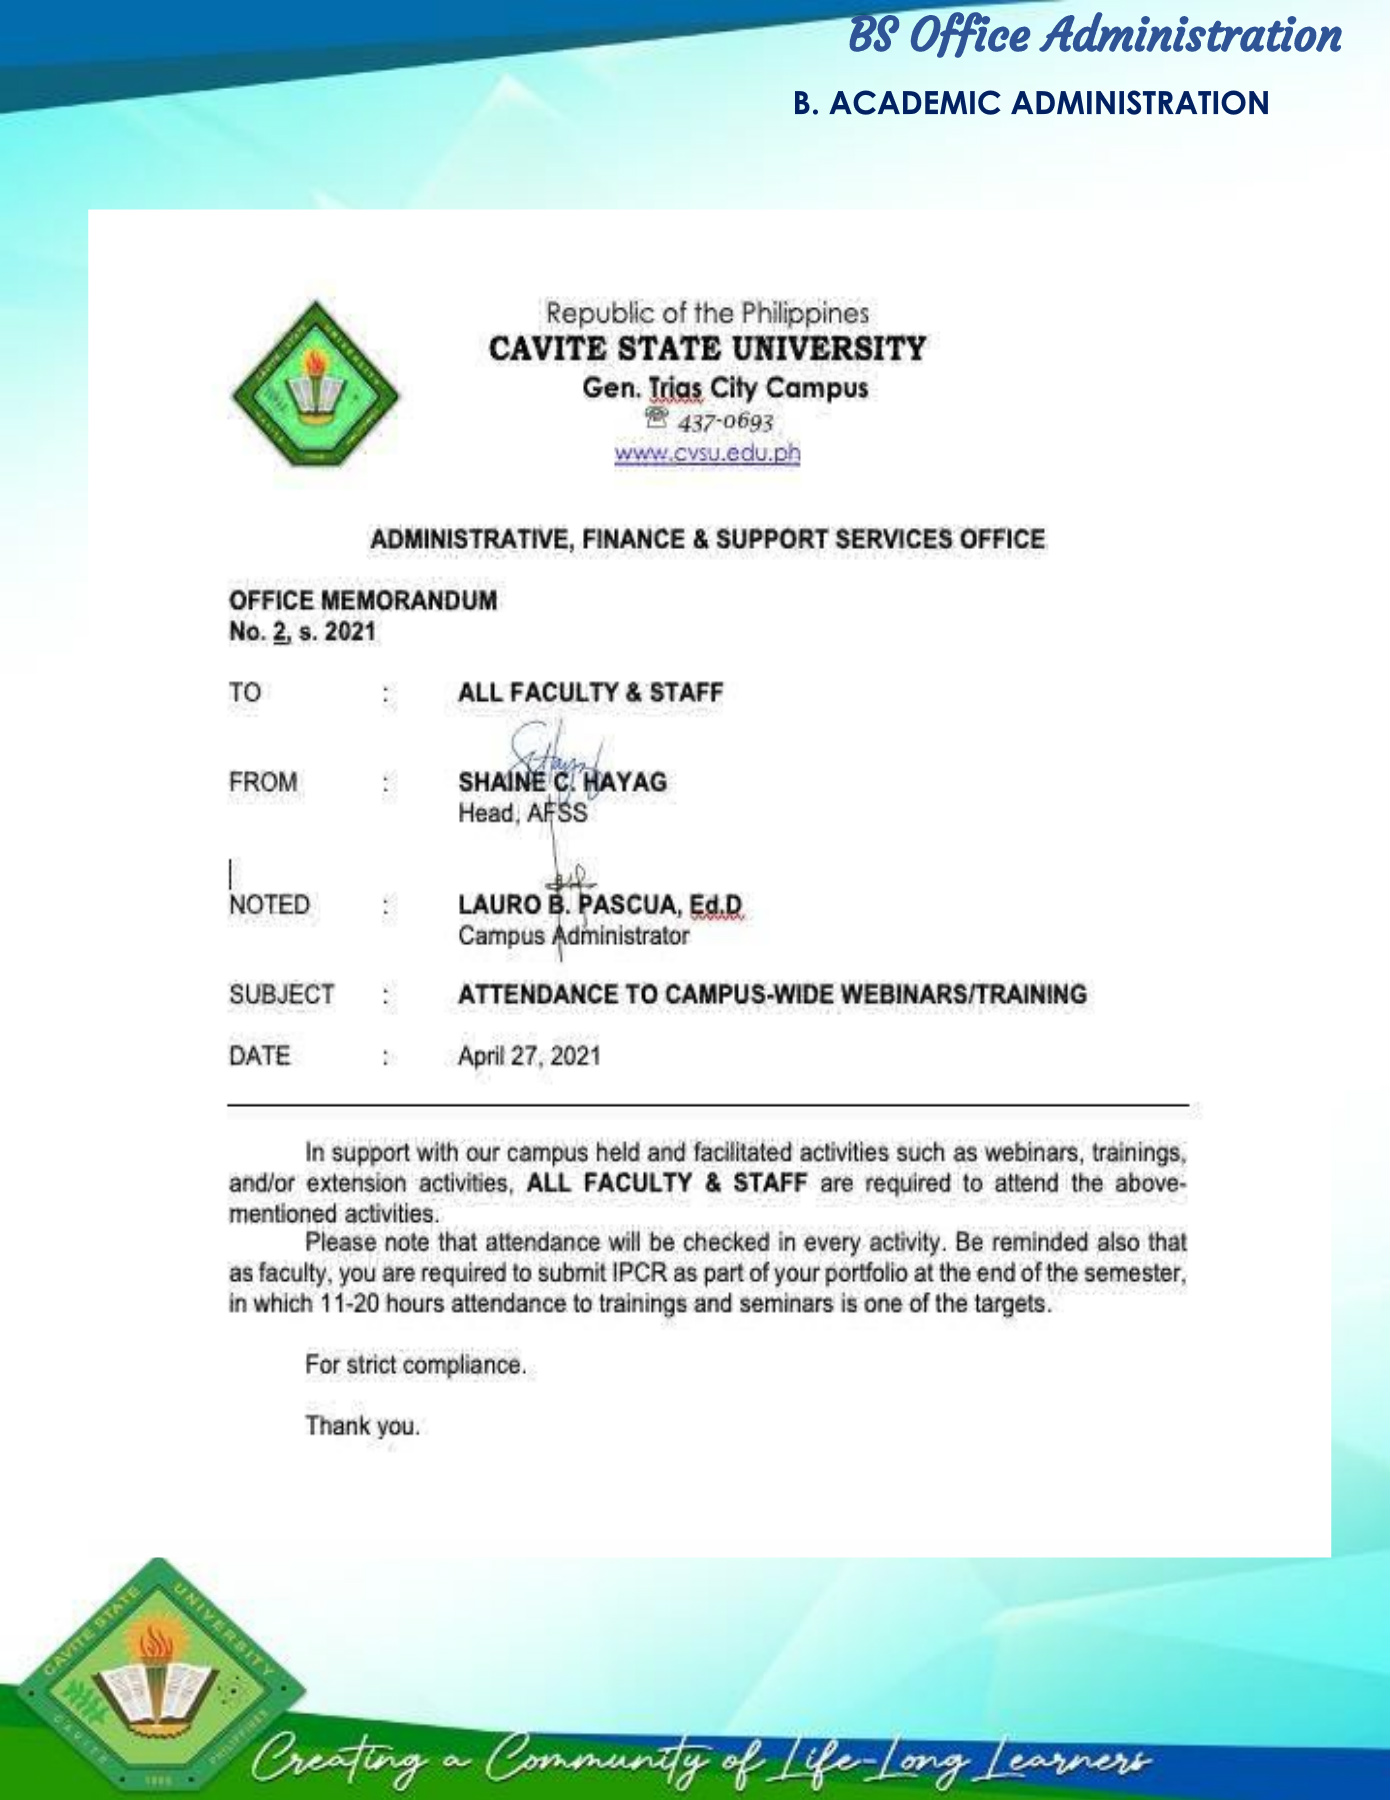 BS Office Administration
B. ACADEMIC ADMINISTRATION
Republic of the Philippines
CAVITE STATE UNIVERSITY
Gen. Trias City Campus
☏ 437-0693
www.cvsu.edu.ph
ADMINISTRATIVE, FINANCE & SUPPORT SERVICES OFFICE
OFFICE MEMORANDUM
No. 2, s. 2021
TO : ALL FACULTY & STAFF
FROM : SHAINE C. HAYAG
Head, AFSS
NOTED : LAURO B. PASCUA, Ed.D
Campus Administrator
SUBJECT : ATTENDANCE TO CAMPUS-WIDE WEBINARS/TRAINING
DATE : April 27, 2021
In support with our campus held and facilitated activities such as webinars, trainings,
and/or extension activities, ALL FACULTY & STAFF are required to attend the above-
mentioned activities.
Please note that attendance will be checked in every activity. Be reminded also that
as faculty, you are required to submit IPCR as part of your portfolio at the end of the semester,
in which 11-20 hours attendance to trainings and seminars is one of the targets.
For strict compliance.
Thank you.
CAVITE STATE UNIVERSITY
CAVITE PHILIPPINES
1906
Creating a Community of Life-Long Learners